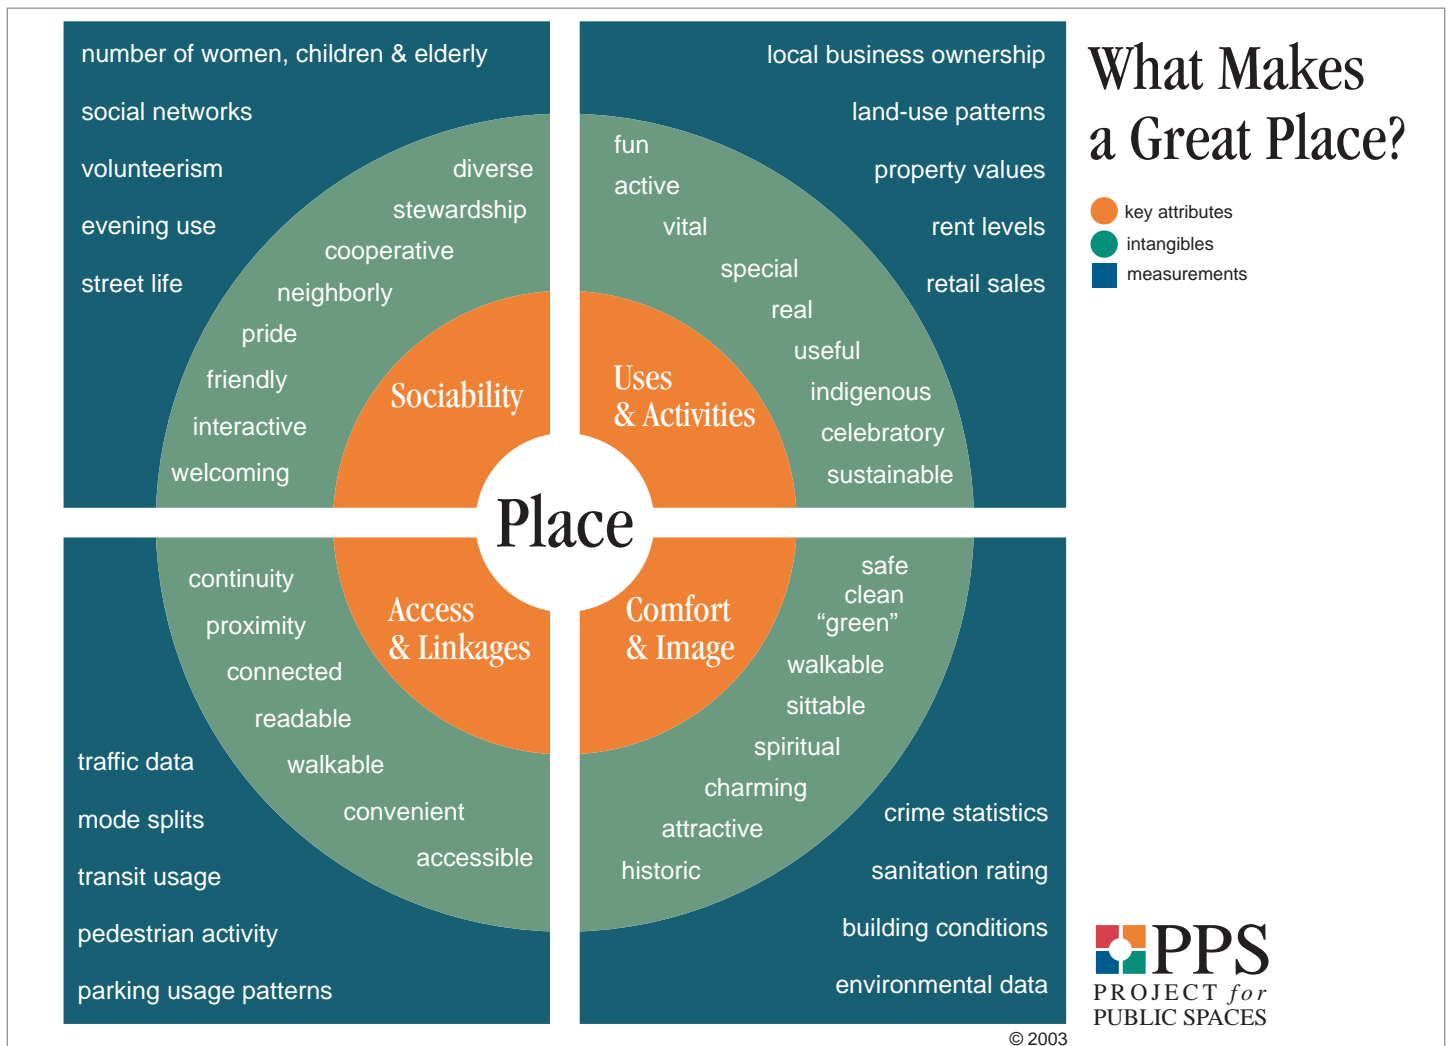 What Makes
a Great Place?
key attributes
intangibles
measurements
number of women, children & elderly
social networks
volunteerism
evening use
street life
diverse
stewardship
cooperative
neighborly
pride
friendly
interactive
welcoming
Sociability
local business ownership
land-use patterns
property values
rent levels
retail sales
fun
active
vital
special
real
useful
indigenous
celebratory
sustainable
Uses
& Activities
Place
continuity
proximity
connected
readable
walkable
convenient
accessible
Access
& Linkages
traffic data
mode splits
transit usage
pedestrian activity
parking usage patterns
Comfort
& Image
safe
clean
“green”
walkable
sittable
spiritual
charming
attractive
historic
crime statistics
sanitation rating
building conditions
environmental data
PPS
PROJECT for
PUBLIC SPACES
© 2003